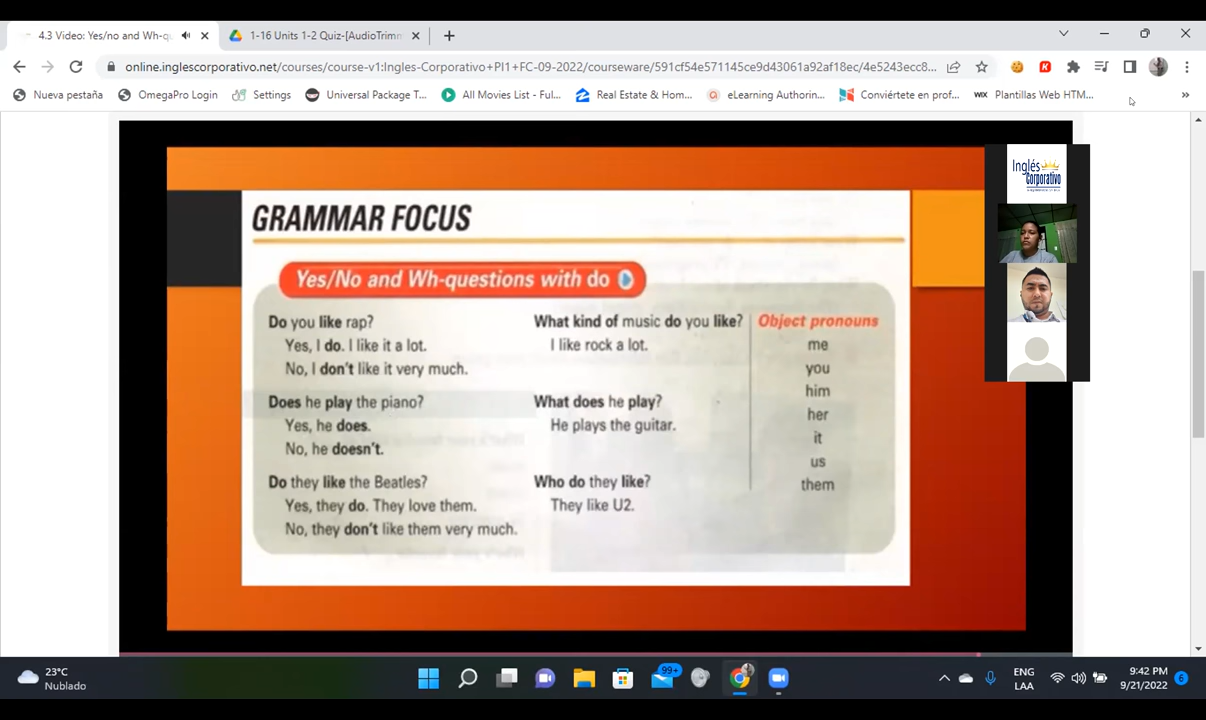 4.3 Video: Yes/no and Wh-qu
1-16 Units 1-2 Quiz-[AudioTrimm
online.inglescorporativo.net/courses/course-v1:Ingles-Corporativo+PI1+FC-09-2022/courseware/591cf54e571145ce9d43061a92af18ec/4e5243ecc8...
Nueva pestaña
OmegaPro Login
Settings
Universal Package T...
All Movies List - Ful...
Real Estate & Hom...
eLearning Authorin...
Conviértete en prof...
WIX Plantillas Web HTM...
»
GRAMMAR FOCUS
Yes/No and Wh-questions with do
Do you like rap?
Yes, I do. I like it a lot.
No, I don't like it very much.
Does he play the piano?
Yes, he does.
No, he doesn't.
Do they like the Beatles?
Yes, they do. They love them.
No, they don't like them very much.
What kind of music do you like?
I like rock a lot.
What does he play?
He plays the guitar.
Who do they like?
They like U2.
Object pronouns
me
you
him
her
it
us
them
Inglés
Corporativo
23°C
Nublado
99+
ENG
LAA
9:42 PM
9/21/2022
6